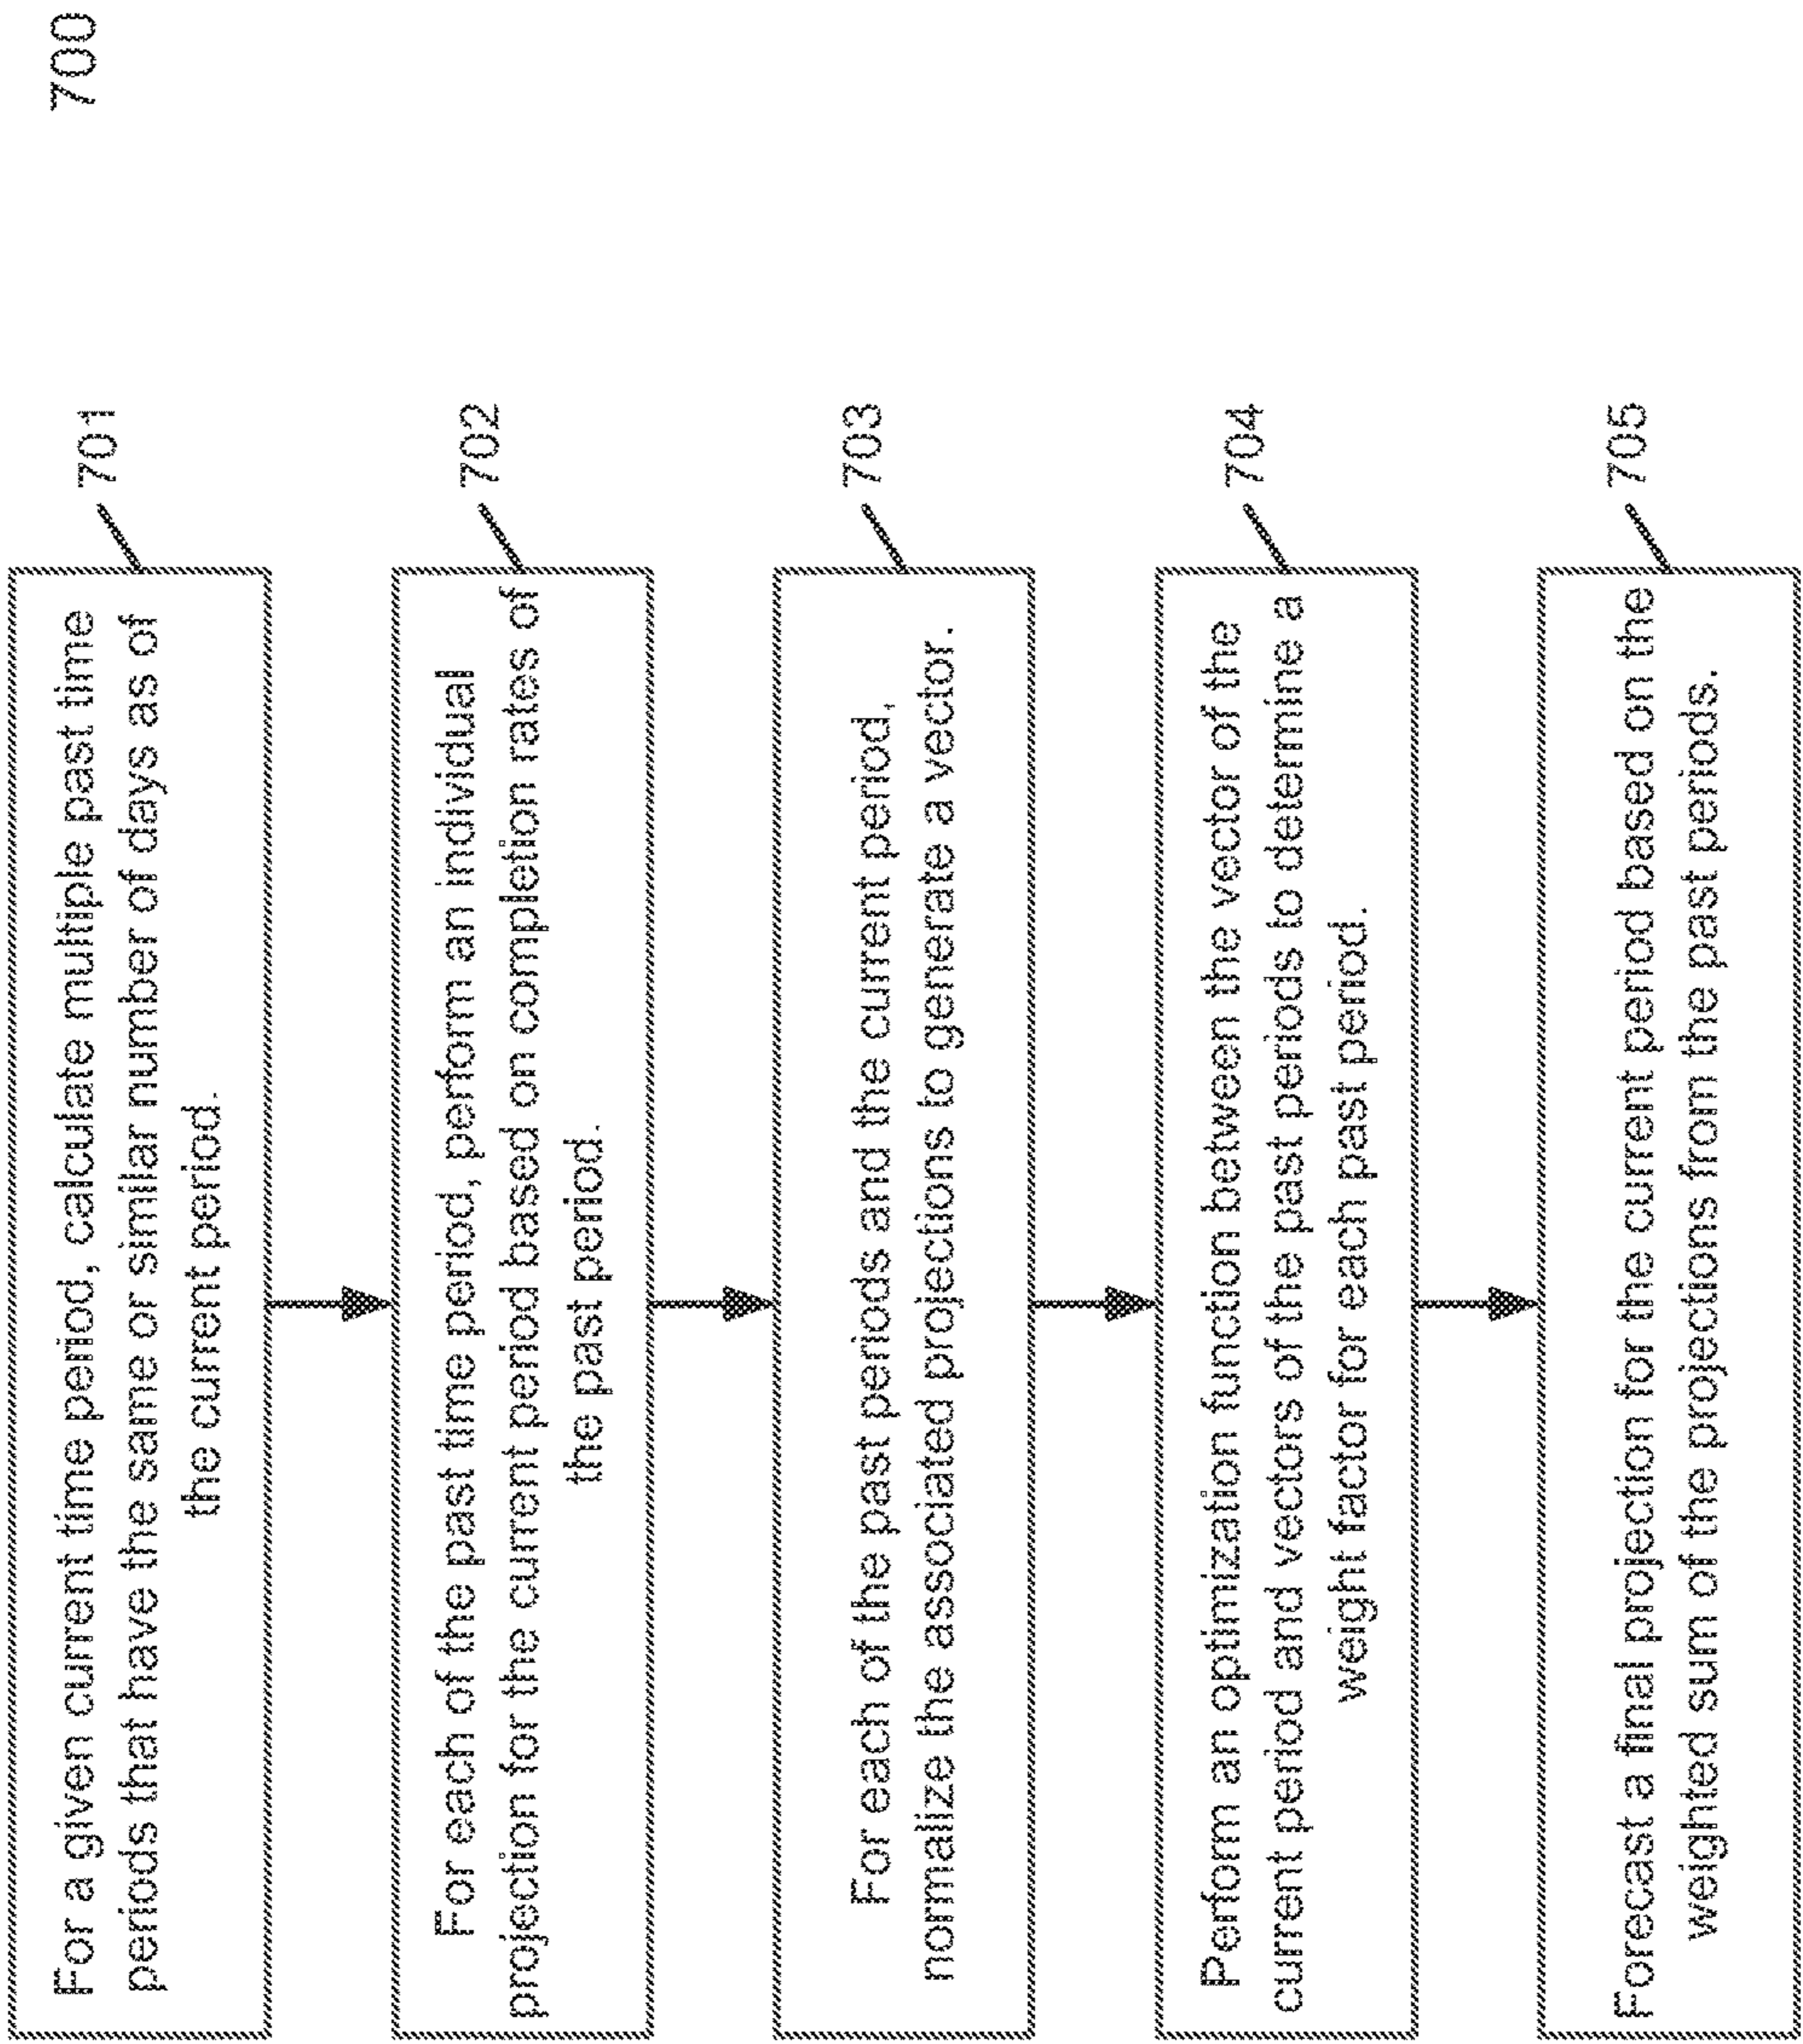 700
For a given current time period, calculate multiple past time
periods that have the same or similar number of days as of
the current period.
701
For each of the past time period, perform an individual
projection for the current period based on completion rates of
the past period.
702
For each of the past periods and the current period,
normalize the associated projections to generate a vector.
703
Perform an optimization function between the vector of the
current period and vectors of the past periods to determine a
weight factor for each past period.
704
Forecast a final projection for the current period based on the
weighted sum of the projections from the past periods.
705